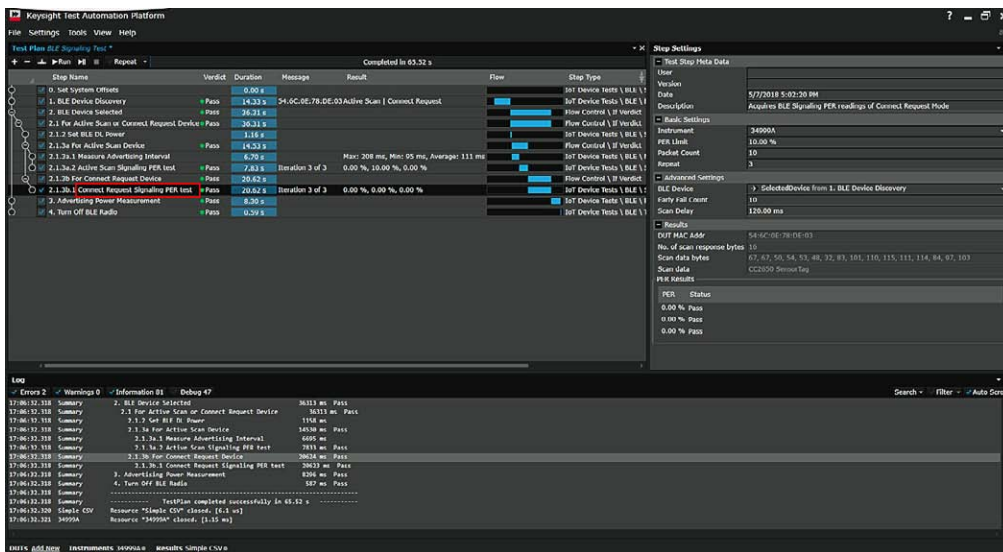 Keysight Test Automation Platform
File Settings Tools View Help
Test Plan BLE Signaling Test *
Run Repeat Completed in 65.52 s
Step Name Verdict Duration Message Result Flow Step Type
0. Set System Offsets 0.00 s IoT Device Tests \ BLE \
1. BLE Device Discovery Pass 14.33 s 54:6C:0E:78:DE:03 Active Scan | Connect Request IoT Device Tests \ BLE \
2. BLE Device Selected Pass 36.31 s Flow Control \ If Verdict
2.1 For Active Scan or Connect Request Device Pass 36.31 s Flow Control \ If Verdict
2.1.2 Set BLE DL Power 1.16 s IoT Device Tests \ BLE \
2.1.3a For Active Scan Device Pass 14.53 s Flow Control \ If Verdict
2.1.3a.1 Measure Advertising Interval 6.70 s Max: 208 ms, Min: 95 ms, Average: 111 ms IoT Device Tests \ BLE \
2.1.3a.2 Active Scan Signaling PER test Pass 7.83 s Iteration 3 of 3 0.00 %, 10.00 %, 0.00 % IoT Device Tests \ BLE \
2.1.3b For Connect Request Device Pass 20.62 s Flow Control \ If Verdict
2.1.3b.1 Connect Request Signaling PER test Pass 20.62 s Iteration 3 of 3 0.00 %, 0.00 %, 0.00 % IoT Device Tests \ BLE \
3. Advertising Power Measurement Pass 8.30 s IoT Device Tests \ BLE \
4. Turn Off BLE Radio Pass 0.59 s IoT Device Tests \ BLE \
Step Settings
Test Step Meta Data
User
Version
Date 5/7/2018 5:02:20 PM
Description Acquires BLE Signaling PER readings of Connect Request Mode
Basic Settings
Instrument 34999A
PER Limit 10.00 %
Packet Count 10
Repeat 3
Advanced Settings
BLE Device SelectedDevice from 1. BLE Device Discovery
Early Fail Count 10
Scan Delay 120.00 ms
Results
DUT MAC Addr 54:6C:0E:78:DE:03
No. of scan response bytes 16
Scan data bytes 67, 67, 50, 54, 53, 48, 32, 83, 101, 110, 115, 111, 114, 84, 97, 103
Scan data CC2650 SensorTag
PER Results
PER Status
0.00 % Pass
0.00 % Pass
0.00 % Pass
Log
Errors 2 Warnings 0 Information 81 Debug 47 Search Filter Auto Scro
17:06:32.318 Summary 2. BLE Device Selected 36313 ms Pass
17:06:32.318 Summary 2.1 For Active Scan or Connect Request Device 36313 ms Pass
17:06:32.318 Summary 2.1.2 Set BLE DL Power 1158 ms
17:06:32.318 Summary 2.1.3a For Active Scan Device 14530 ms Pass
17:06:32.318 Summary 2.1.3a.1 Measure Advertising Interval 6695 ms
17:06:32.318 Summary 2.1.3a.2 Active Scan Signaling PER test 7833 ms Pass
17:06:32.318 Summary 2.1.3b For Connect Request Device 20624 ms Pass
17:06:32.318 Summary 2.1.3b.1 Connect Request Signaling PER test 20623 ms Pass
17:06:32.318 Summary 3. Advertising Power Measurement 8296 ms Pass
17:06:32.318 Summary 4. Turn Off BLE Radio 587 ms Pass
17:06:32.318 Summary ------------------------------------------------------------
17:06:32.318 Summary ----------- TestPlan completed successfully in 65.52 s -----------
17:06:32.320 Simple CSV Resource "Simple CSV" closed. [6.1 us]
17:06:32.321 34999A Resource "34999A" closed. [1.15 ms]
DUTs Add New Instruments 34999A Results Simple CSV